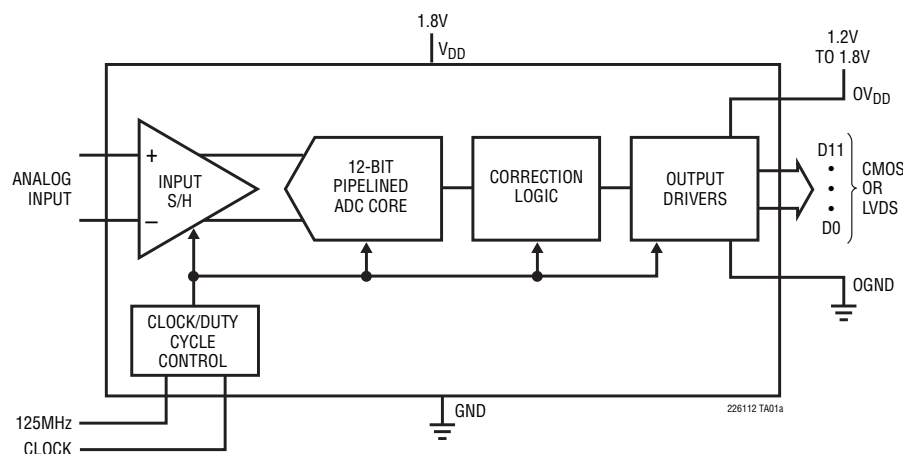 1.8V
VDD
1.2V
TO 1.8V
OVDD
ANALOG
INPUT
+
–
INPUT
S/H
12-BIT
PIPELINED
ADC CORE
CORRECTION
LOGIC
OUTPUT
DRIVERS
D11
•
•
•
D0
CMOS
OR
LVDS
OGND
CLOCK/DUTY
CYCLE
CONTROL
125MHz
CLOCK
GND
226112 TA01a